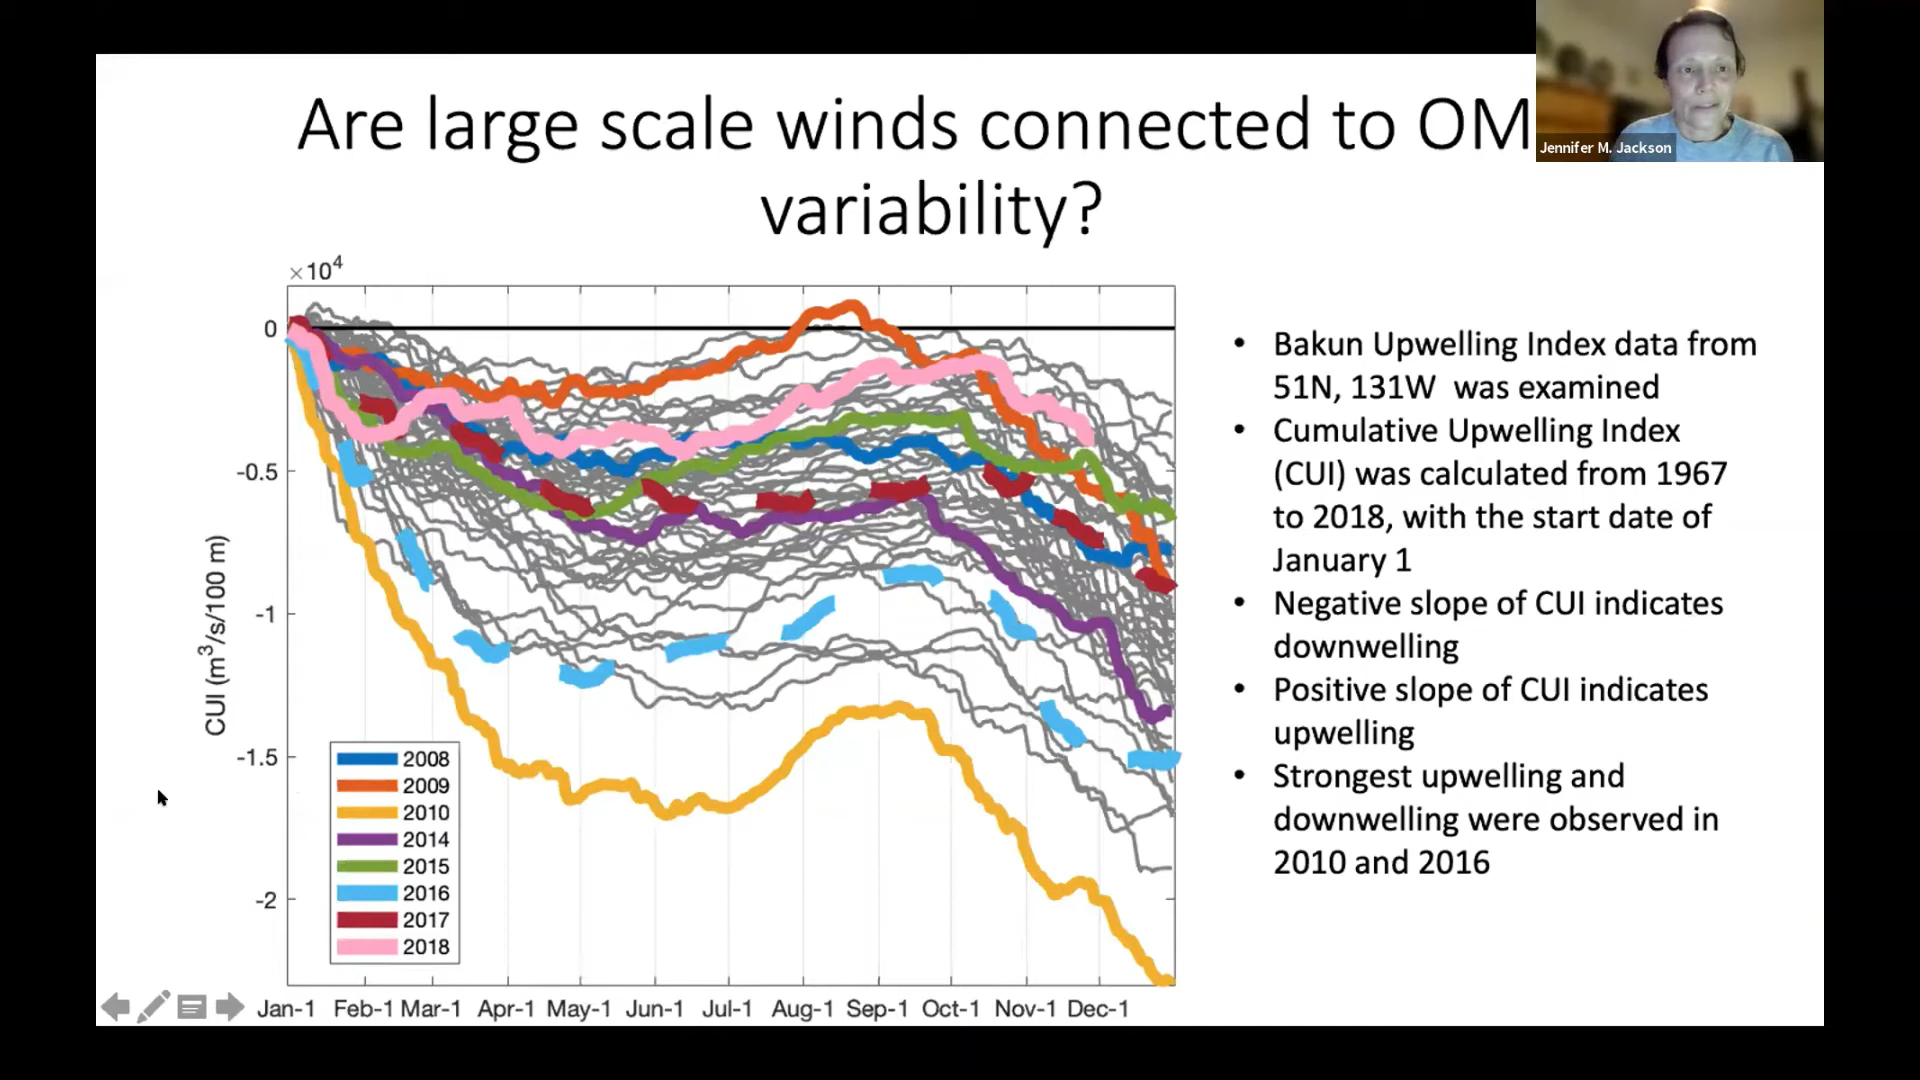 Are large scale winds connected to OM
variability?
Jennifer M. Jackson
×10⁴
0
-0.5
-1
-1.5
-2
CUI (m³/s/100 m)
2008
2009
2010
2014
2015
2016
2017
2018
Jan-1 Feb-1 Mar-1 Apr-1 May-1 Jun-1 Jul-1 Aug-1 Sep-1 Oct-1 Nov-1 Dec-1
• Bakun Upwelling Index data from
51N, 131W was examined
• Cumulative Upwelling Index
(CUI) was calculated from 1967
to 2018, with the start date of
January 1
• Negative slope of CUI indicates
downwelling
• Positive slope of CUI indicates
upwelling
• Strongest upwelling and
downwelling were observed in
2010 and 2016